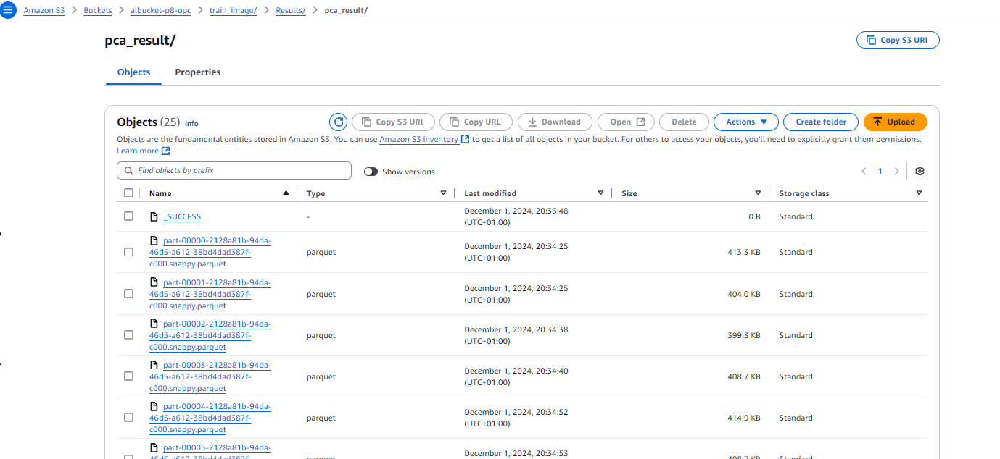 Amazon S3 > Buckets > albucket-p8-opc > train_image/ > Results/ > pca_result/
pca_result/
Copy S3 URI
Objects Properties
Objects (25) Info
Copy S3 URI Copy URL Download Open Delete Actions Create folder Upload
Objects are the fundamental entities stored in Amazon S3. You can use Amazon S3 inventory to get a list of all objects in your bucket. For others to access your objects, you'll need to explicitly grant them permissions.
Learn more
Find objects by prefix
Show versions
1
Name Type Last modified Size Storage class
_SUCCESS
-
December 1, 2024, 20:36:48
(UTC+01:00)
0 B
Standard
part-00000-2128a81b-94da-
46d5-a612-38bd4dad387f-
c000.snappy.parquet
parquet
December 1, 2024, 20:34:25
(UTC+01:00)
413.3 KB
Standard
part-00001-2128a81b-94da-
46d5-a612-38bd4dad387f-
c000.snappy.parquet
parquet
December 1, 2024, 20:34:25
(UTC+01:00)
404.0 KB
Standard
part-00002-2128a81b-94da-
46d5-a612-38bd4dad387f-
c000.snappy.parquet
parquet
December 1, 2024, 20:34:38
(UTC+01:00)
399.3 KB
Standard
part-00003-2128a81b-94da-
46d5-a612-38bd4dad387f-
c000.snappy.parquet
parquet
December 1, 2024, 20:34:40
(UTC+01:00)
408.7 KB
Standard
part-00004-2128a81b-94da-
46d5-a612-38bd4dad387f-
c000.snappy.parquet
parquet
December 1, 2024, 20:34:52
(UTC+01:00)
414.9 KB
Standard
part-00005-2128a81b-94da-
46d5-a612-38bd4dad387f-
parquet
December 1, 2024, 20:34:53
408.7 KB
Standard